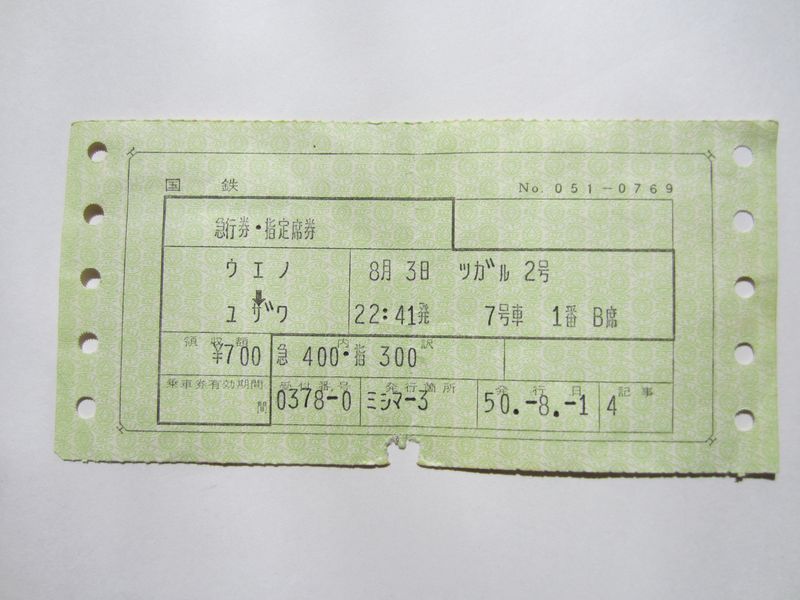 国鉄 No. 051-0769
急行券・指定席券
ウエノ 8月 3日 ツガル 2号
↓
ユザワ 22:41発 7号車 1番 B席
領収額 ¥700 内訳 急 400・指 300
乗車券有効期間 間 受付番号 0378-0 発行箇所 ミシマ-3 発行日 50.-8.-1 記事 4